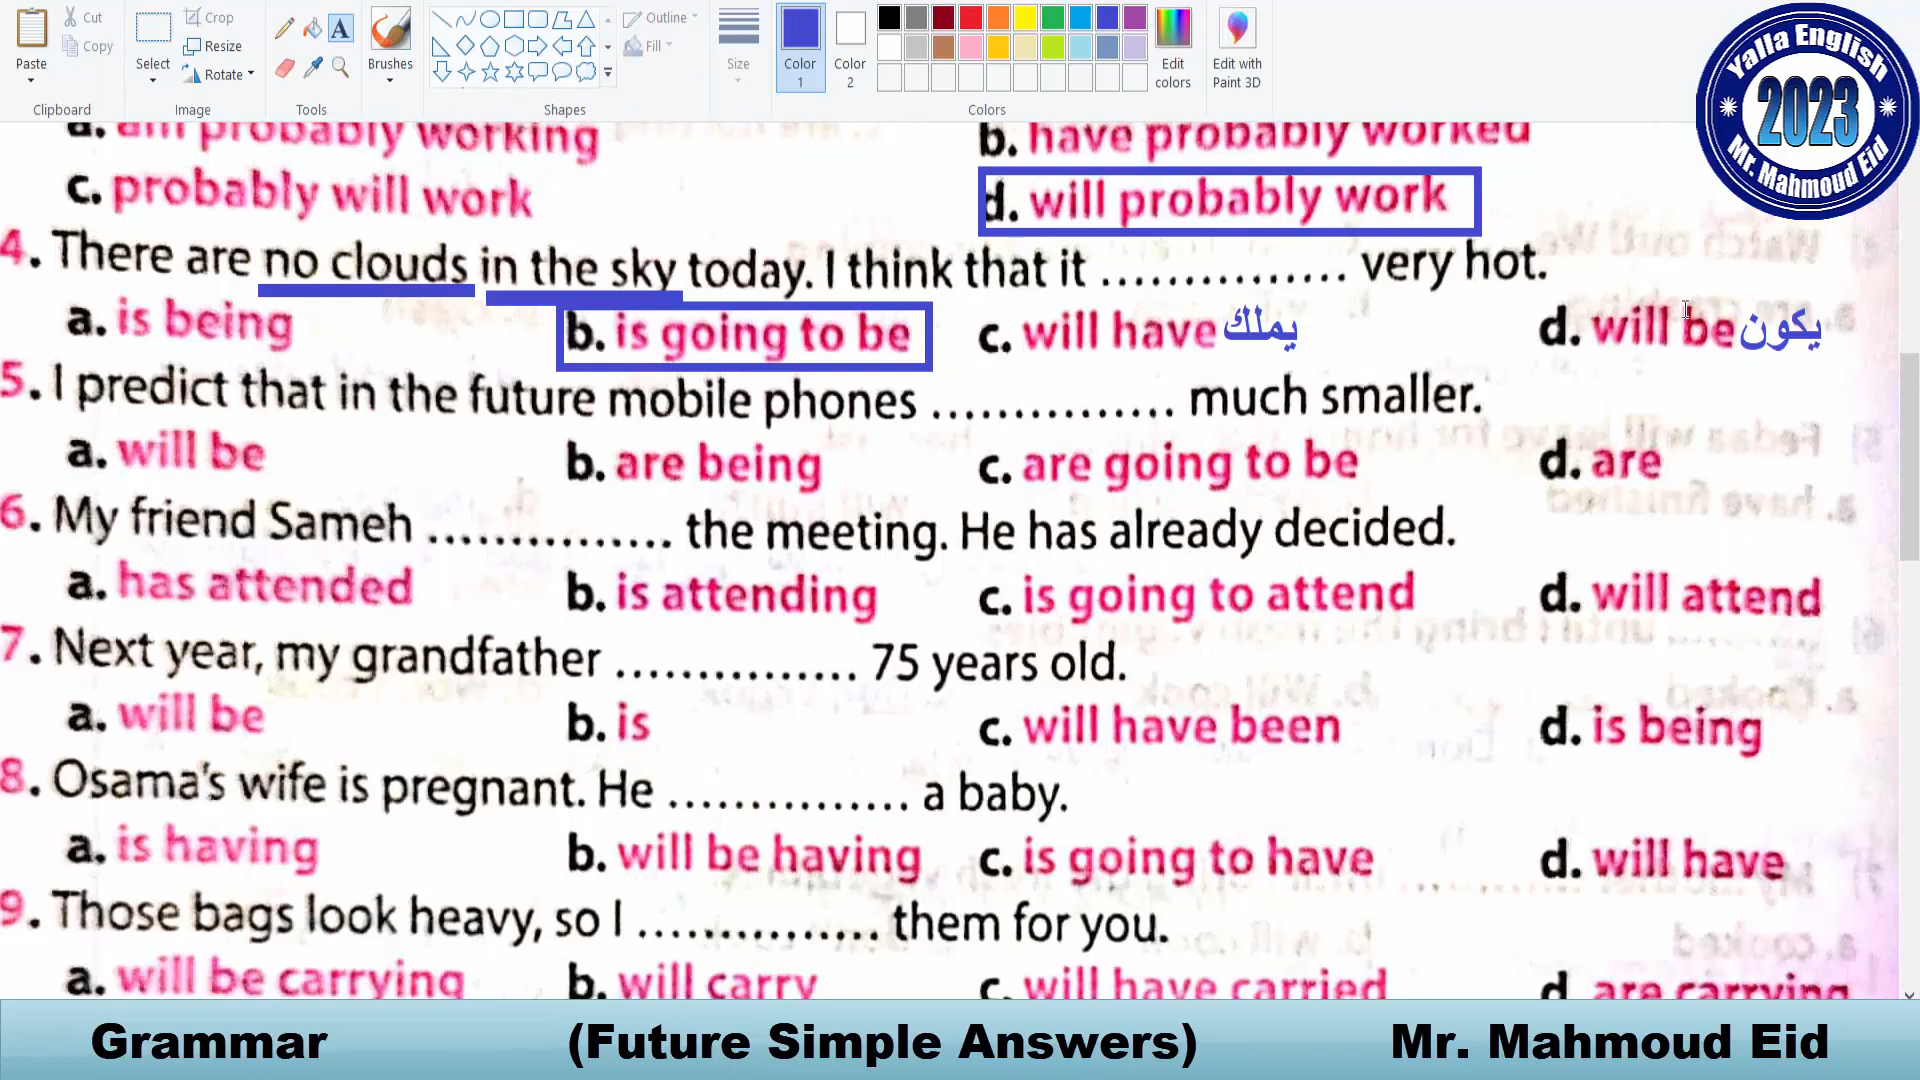 Paste
Cut
Copy
Clipboard
Select
Crop
Resize
Rotate
Image
Tools
Brushes
Shapes
Outline
Fill
Size
Color 1
Color 2
Colors
Edit colors
Edit with Paint 3D
Yalla English
2023
Mr. Mahmoud Eid
a. am probably working b. have probably worked
c. probably will work d. will probably work
4. There are no clouds in the sky today. I think that it ............... very hot.
a. is being b. is going to be c. will have يملك d. will be يكون
5. I predict that in the future mobile phones ............... much smaller.
a. will be b. are being c. are going to be d. are
6. My friend Sameh ............... the meeting. He has already decided.
a. has attended b. is attending c. is going to attend d. will attend
7. Next year, my grandfather ............... 75 years old.
a. will be b. is c. will have been d. is being
8. Osama's wife is pregnant. He ............... a baby.
a. is having b. will be having c. is going to have d. will have
9. Those bags look heavy, so I ............... them for you.
a. will be carrying b. will carry c. will have carried d. are carrying
Grammar (Future Simple Answers) Mr. Mahmoud Eid